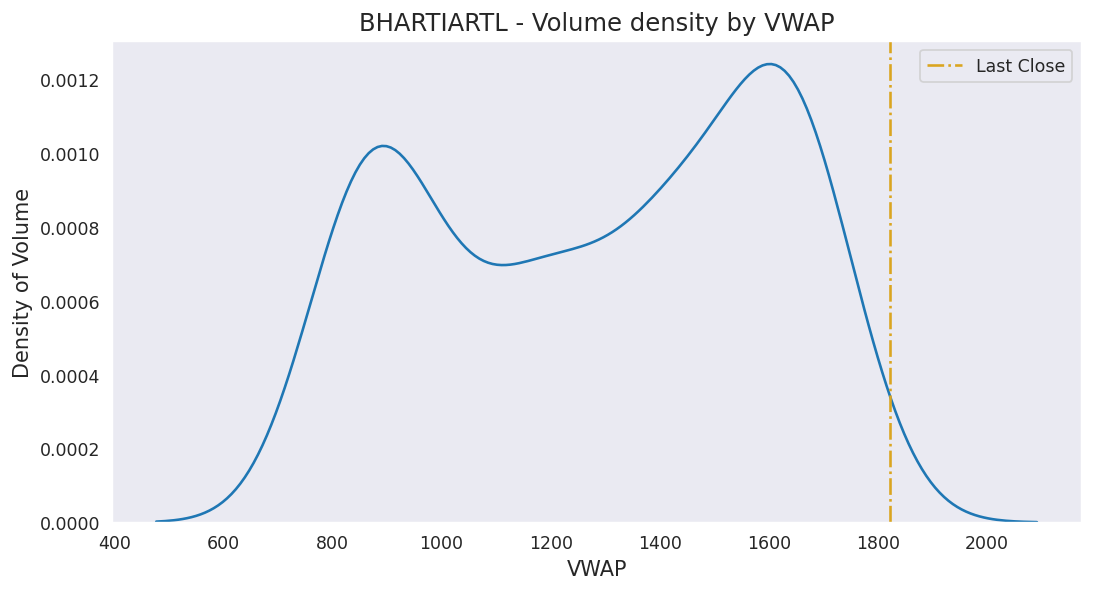 BHARTIARTL - Volume density by VWAP
Last Close
Density of Volume
0.0012
0.0010
0.0008
0.0006
0.0004
0.0002
0.0000
400 600 800 1000 1200 1400 1600 1800 2000
VWAP